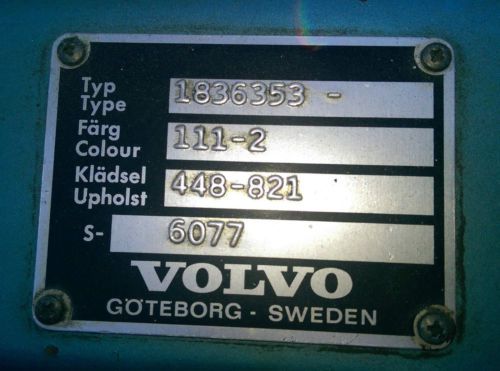 Typ
Type 1836353 -
Färg
Colour 111-2
Klädsel
Upholst 448-821
S- 6077
VOLVO
GÖTEBORG - SWEDEN